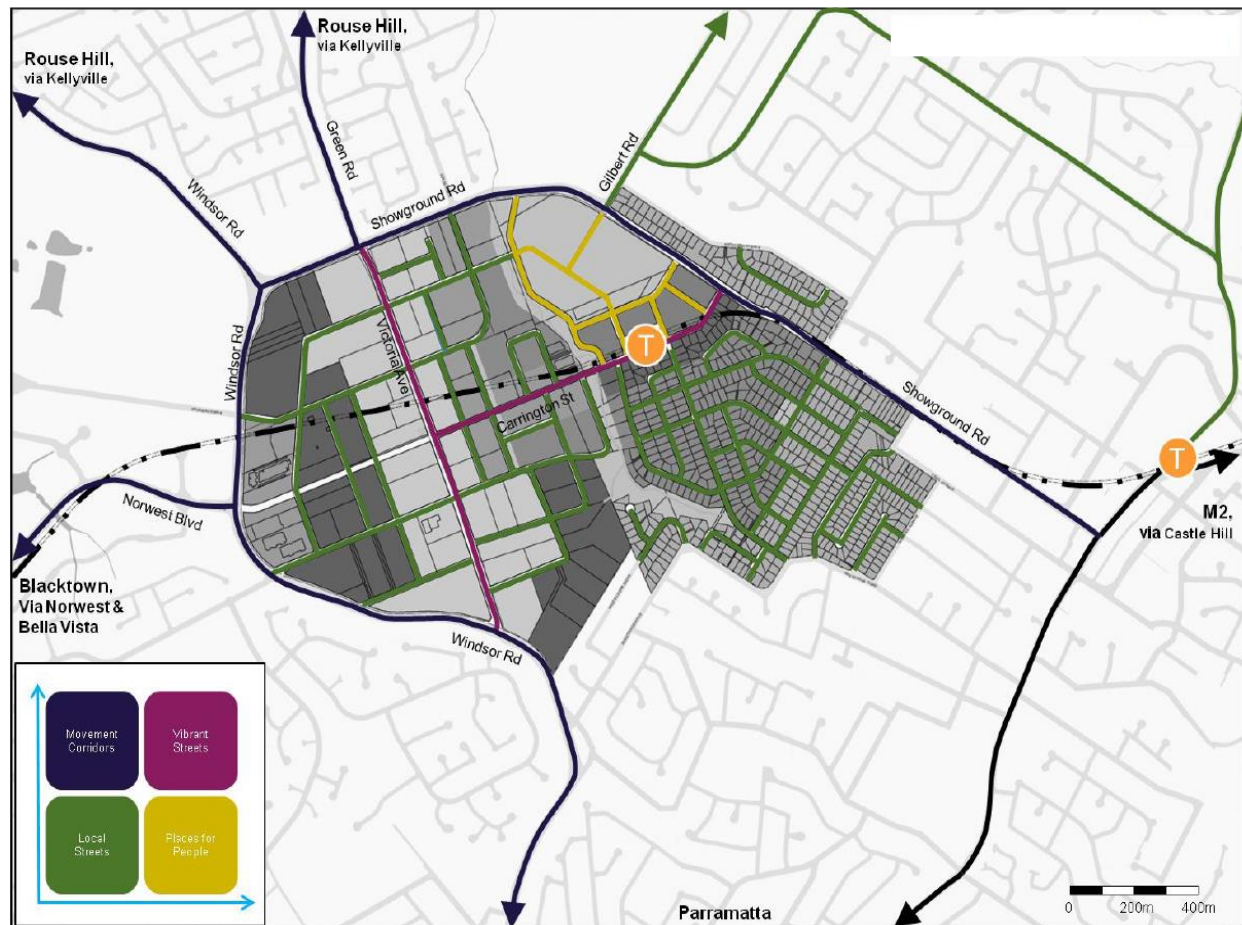 Rouse Hill,
via Kellyville
Rouse Hill,
via Kellyville
Green Rd
Gilbert Rd
Windsor Rd
Showground Rd
Windsor Rd
Victoria Ave
T
Carrington St
Showground Rd
T
Norwest Blvd
M2,
via Castle Hill
Blacktown,
Via Norwest &
Bella Vista
Windsor Rd
Movement
Corridors
Vibrant
Streets
Local
Streets
Places for
People
Parramatta
0 200m 400m